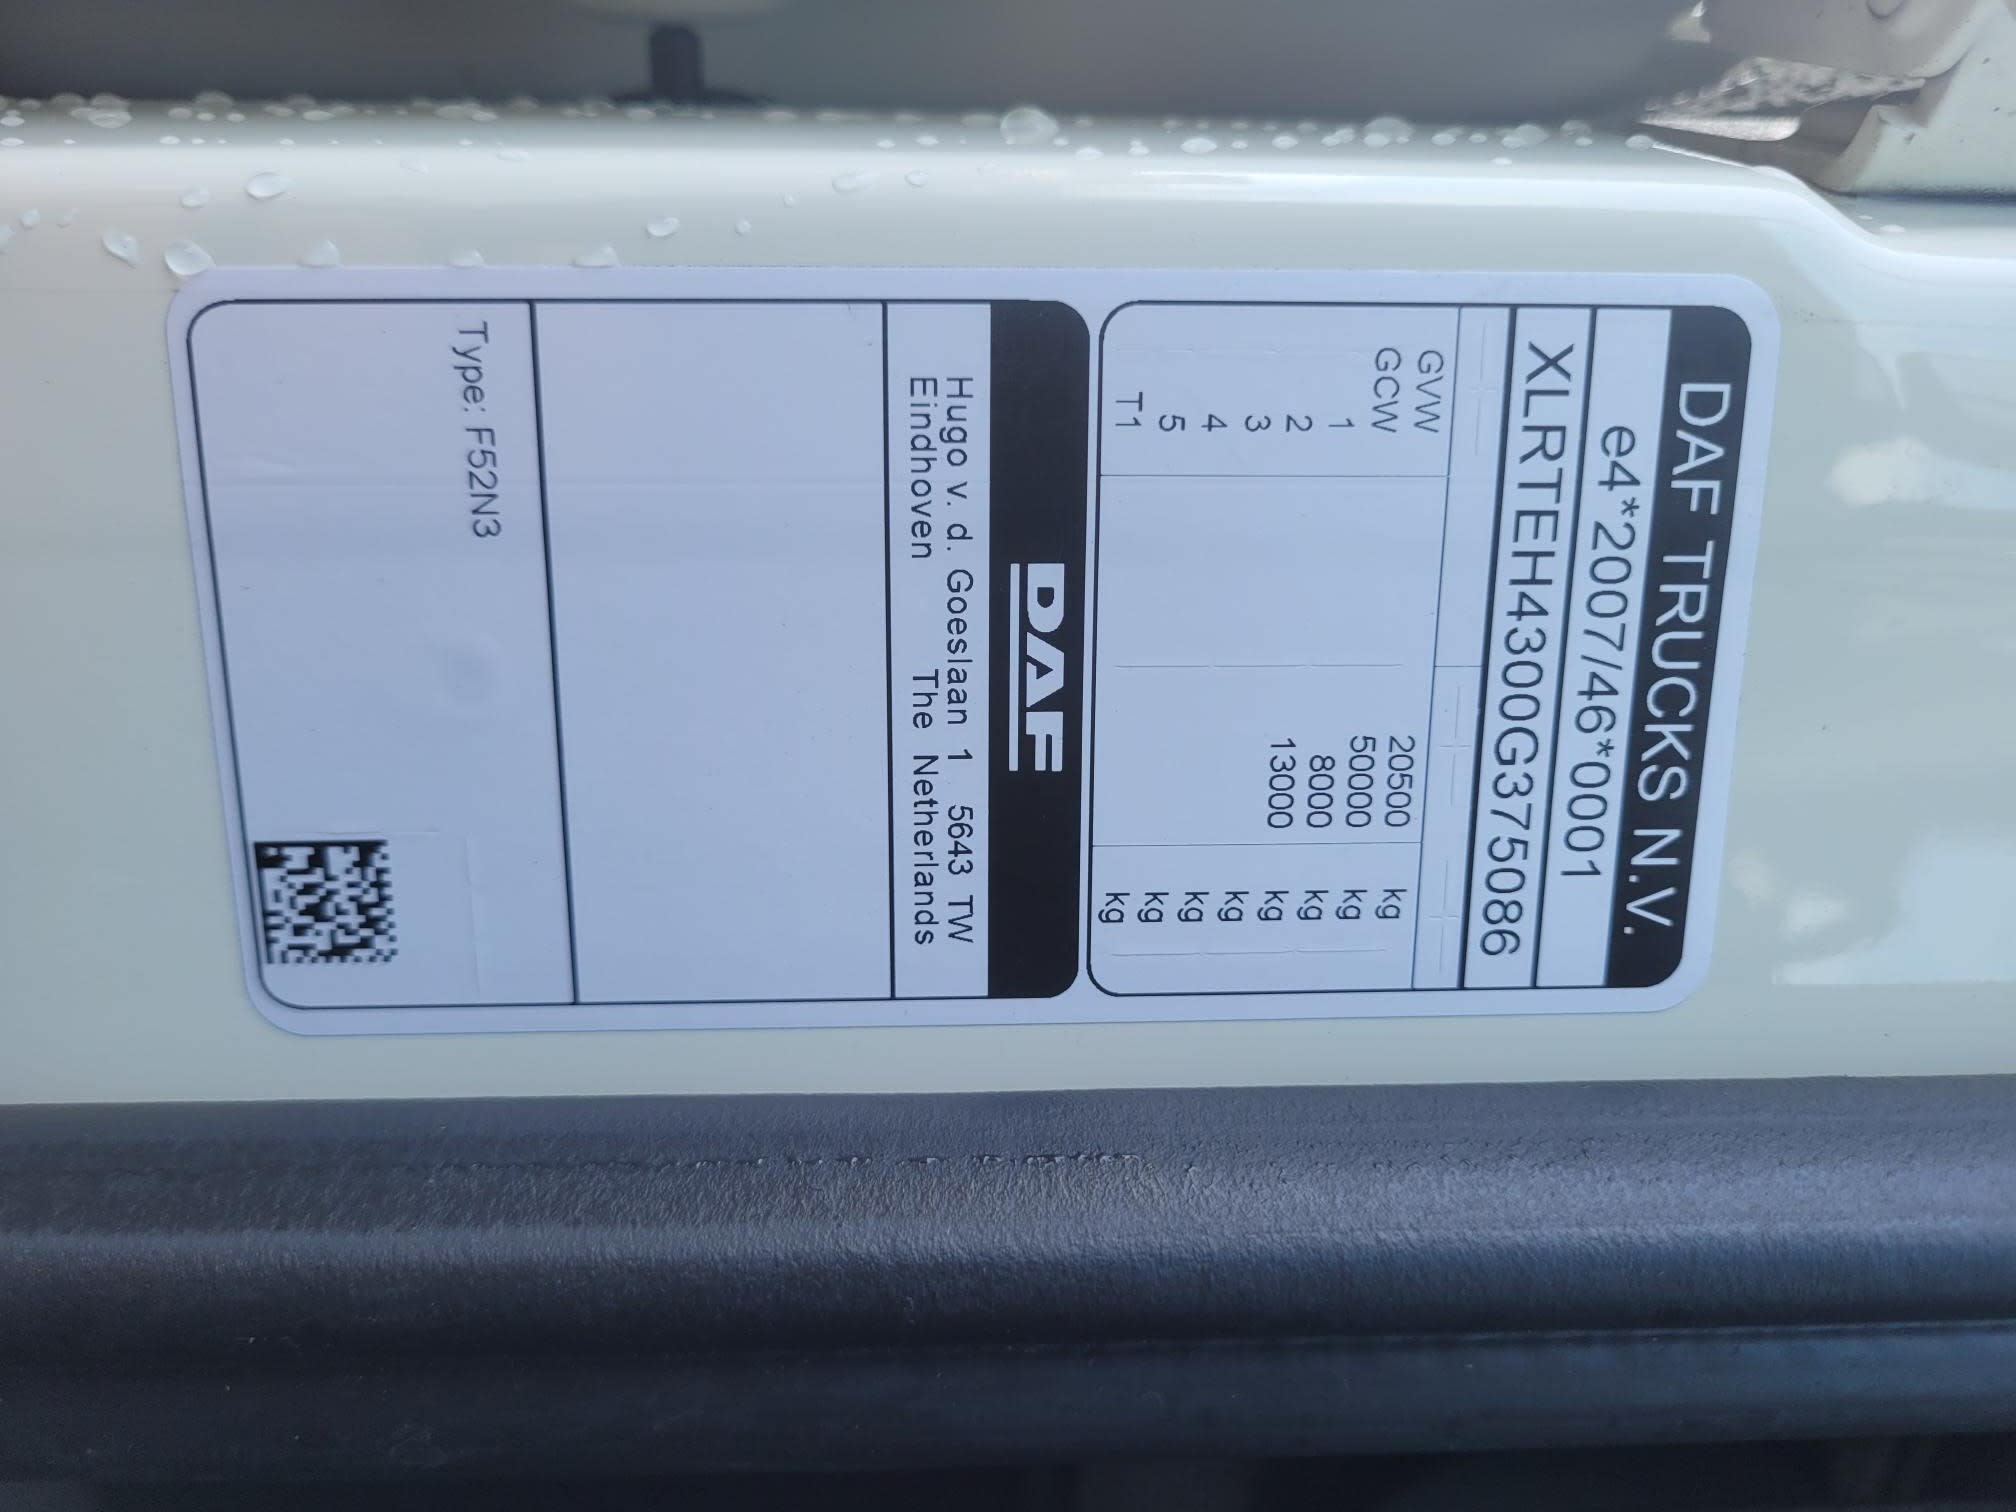 DAF TRUCKS N.V.
e4*2007/46*0001
XLRTEH4300G375086
GVW 20500 kg
GCW 50000 kg
1 8000 kg
2 13000 kg
3 kg
4 kg
5 kg
T1 kg
DAF
Hugo v. d. Goeslaan 1 5643 TW
Eindhoven The Netherlands
Type: F52N3